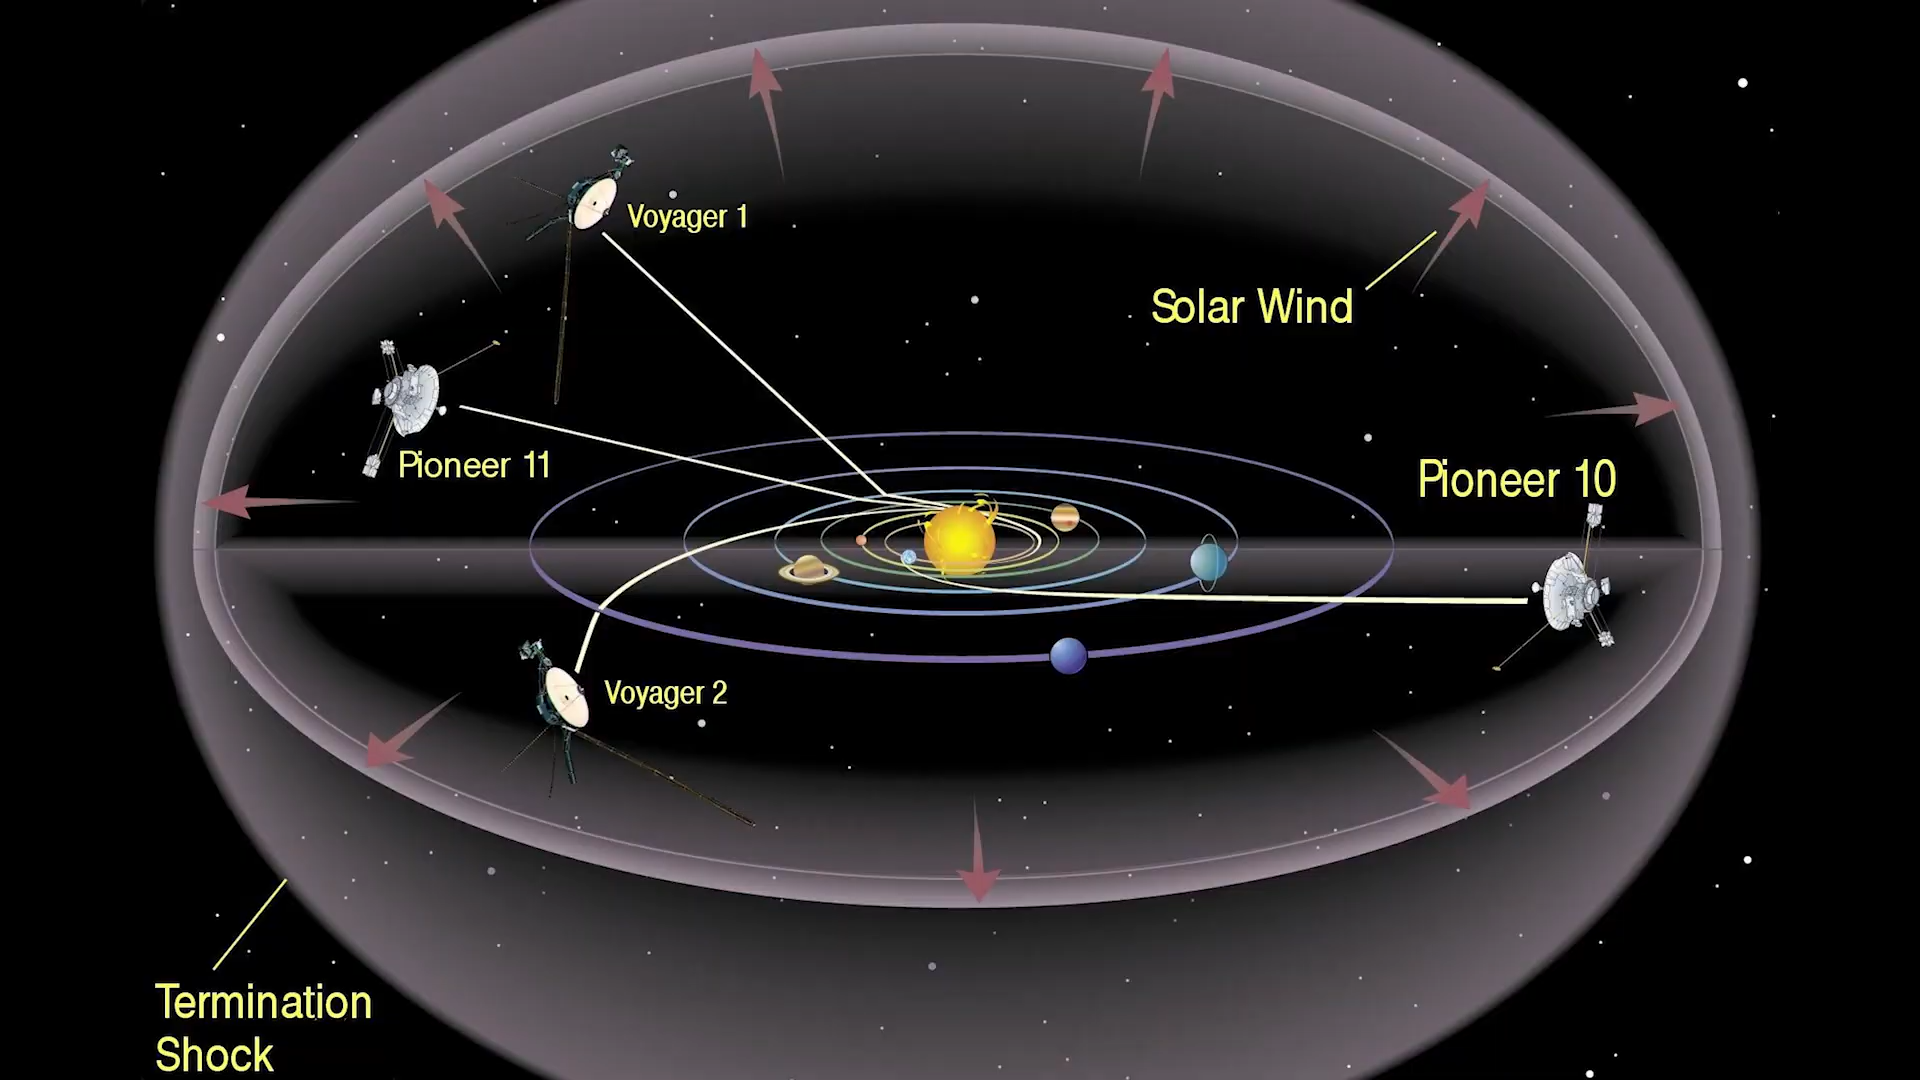 Voyager 1
Solar Wind
Pioneer 11
Pioneer 10
Voyager 2
Termination
Shock